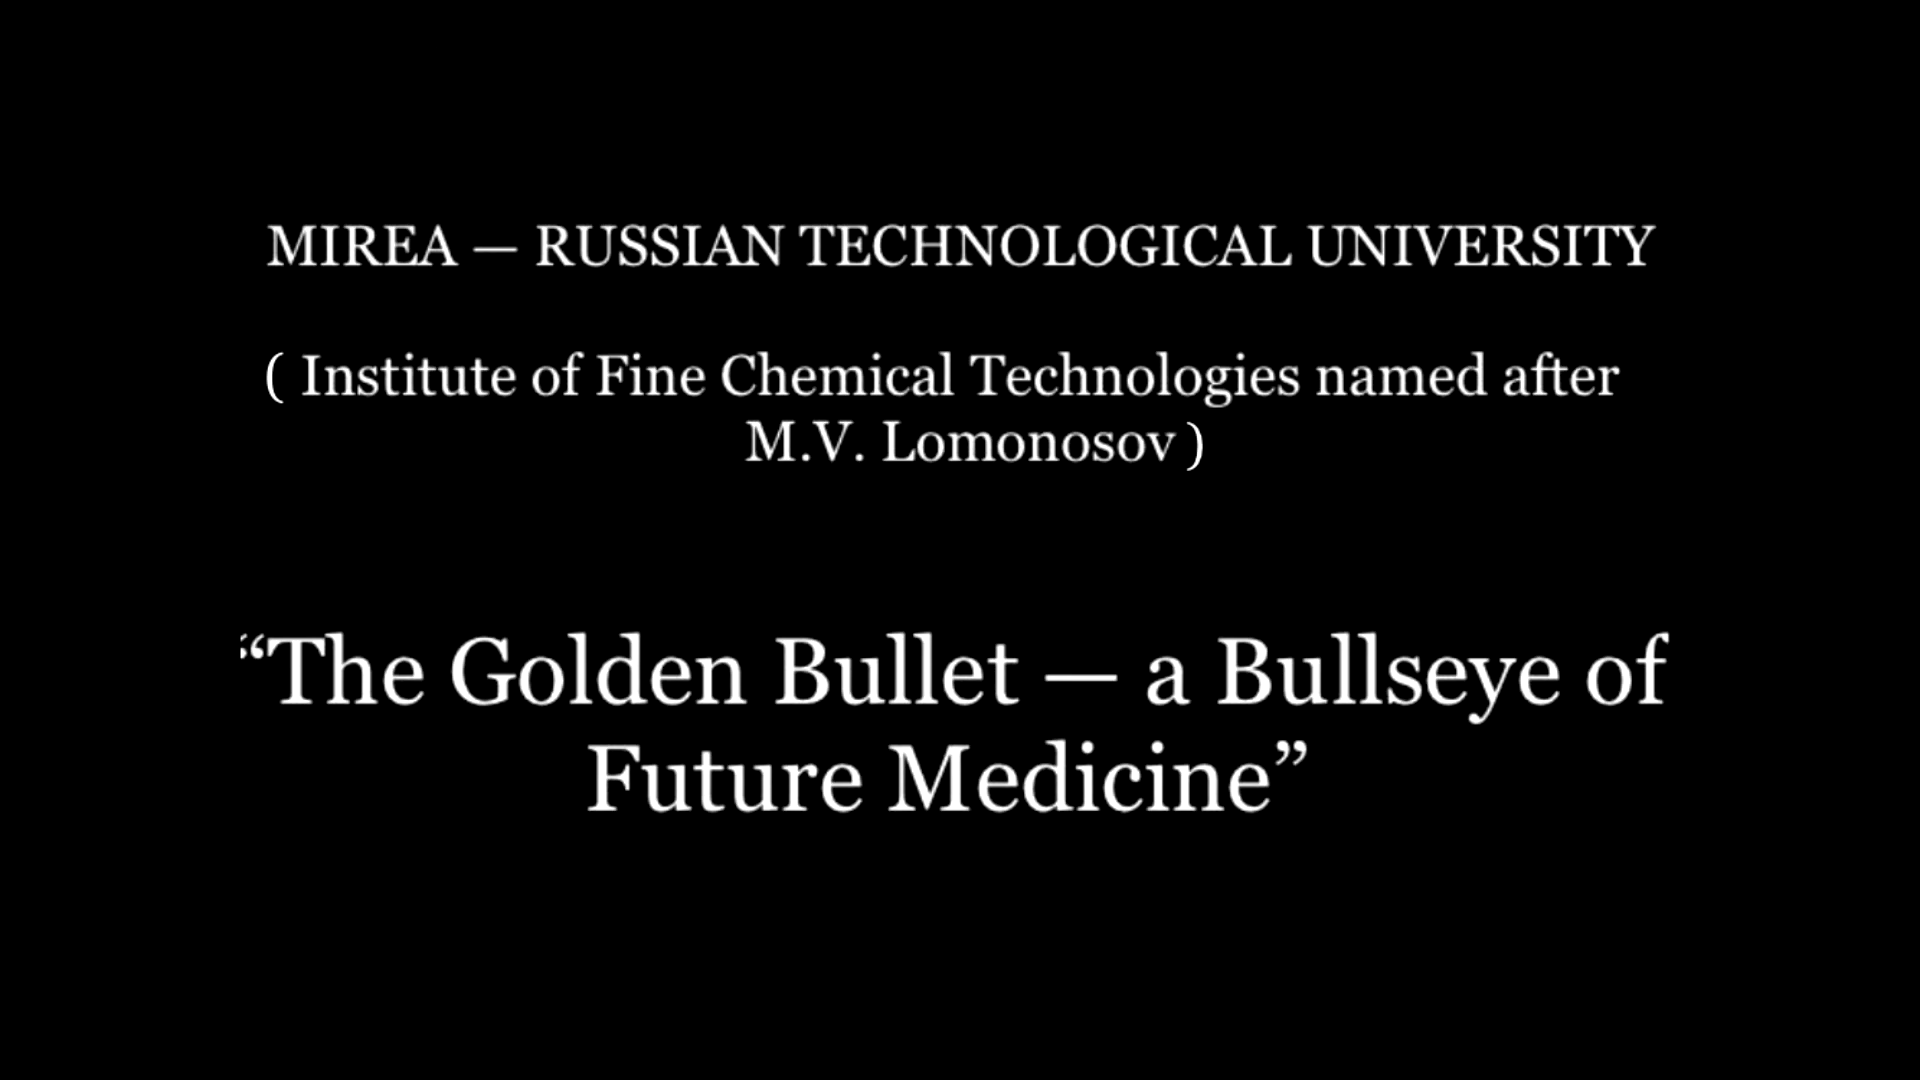 MIREA — RUSSIAN TECHNOLOGICAL UNIVERSITY
( Institute of Fine Chemical Technologies named after
M.V. Lomonosov )
“The Golden Bullet — a Bullseye of
Future Medicine”